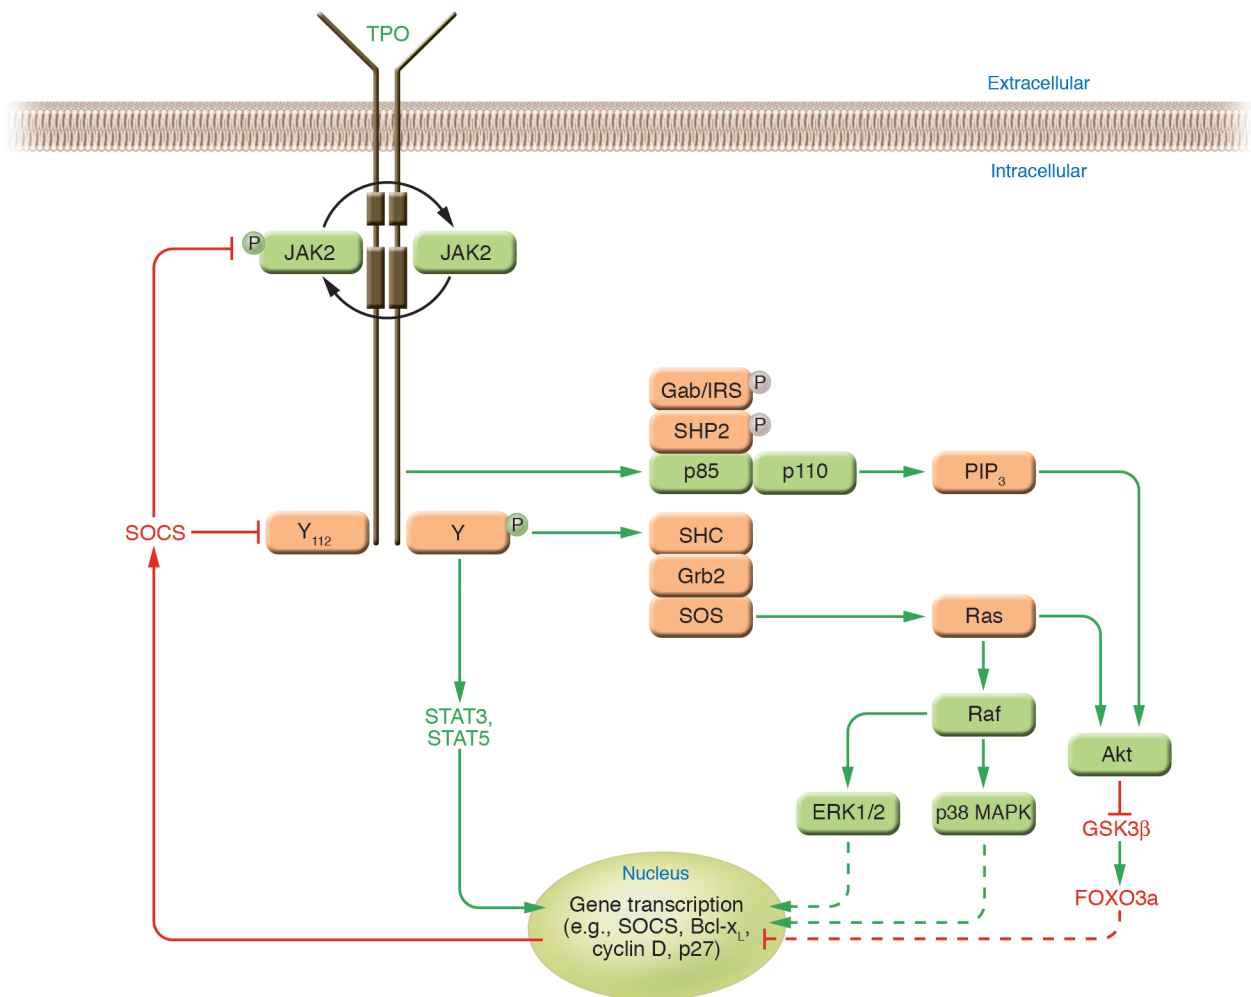 TPO
Extracellular
Intracellular
P
JAK2
JAK2
Gab/IRS
P
SHP2
P
p85
p110
PIP3
SOCS
Y112
Y
P
SHC
Grb2
SOS
Ras
STAT3,
STAT5
Raf
Akt
ERK1/2
p38 MAPK
GSK3β
Nucleus
FOXO3a
Gene transcription
(e.g., SOCS, Bcl-xL,
cyclin D, p27)